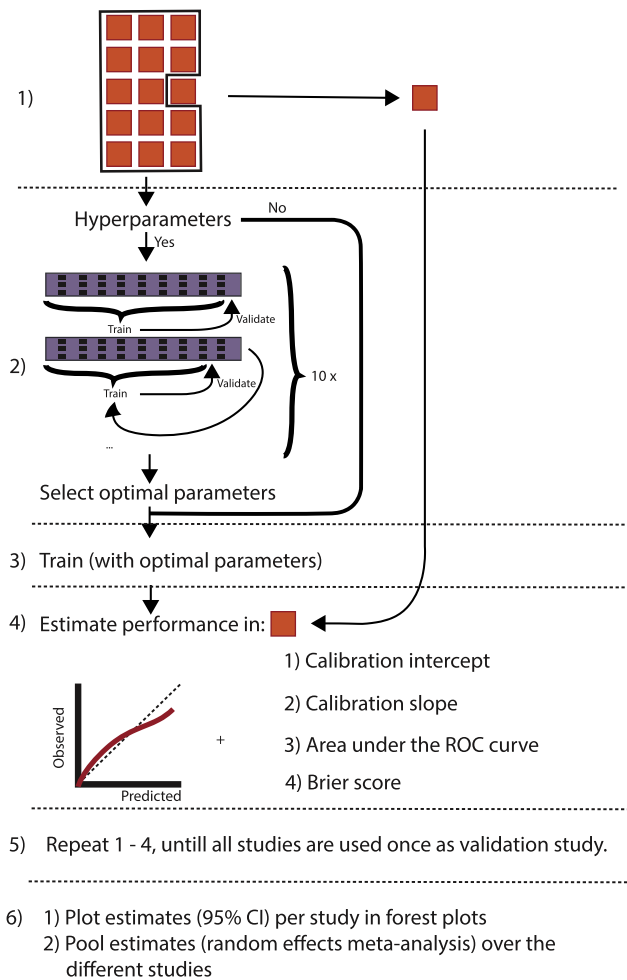 1)
Hyperparameters
No
Yes
Train
Validate
2)
Train
Validate
10 x
...
Select optimal parameters
3) Train (with optimal parameters)
4) Estimate performance in:
1) Calibration intercept
2) Calibration slope
3) Area under the ROC curve
4) Brier score
Observed
+
Predicted
5) Repeat 1 - 4, untill all studies are used once as validation study.
6) 1) Plot estimates (95% CI) per study in forest plots
2) Pool estimates (random effects meta-analysis) over the
different studies